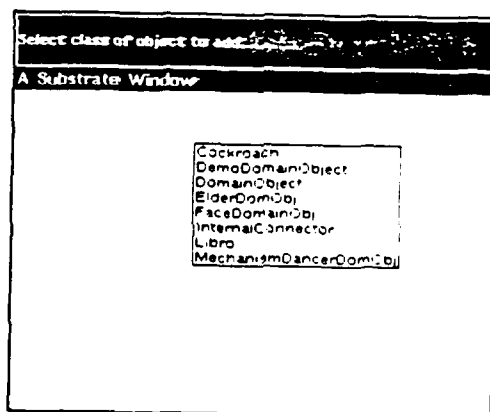 Select class of object to add
A Substrate Window
Cockroach
DemoDomainObject
DomainObject
ElderDomObj
FaceDomainObj
InternalConnector
Libro
MechanismDancerDomObj